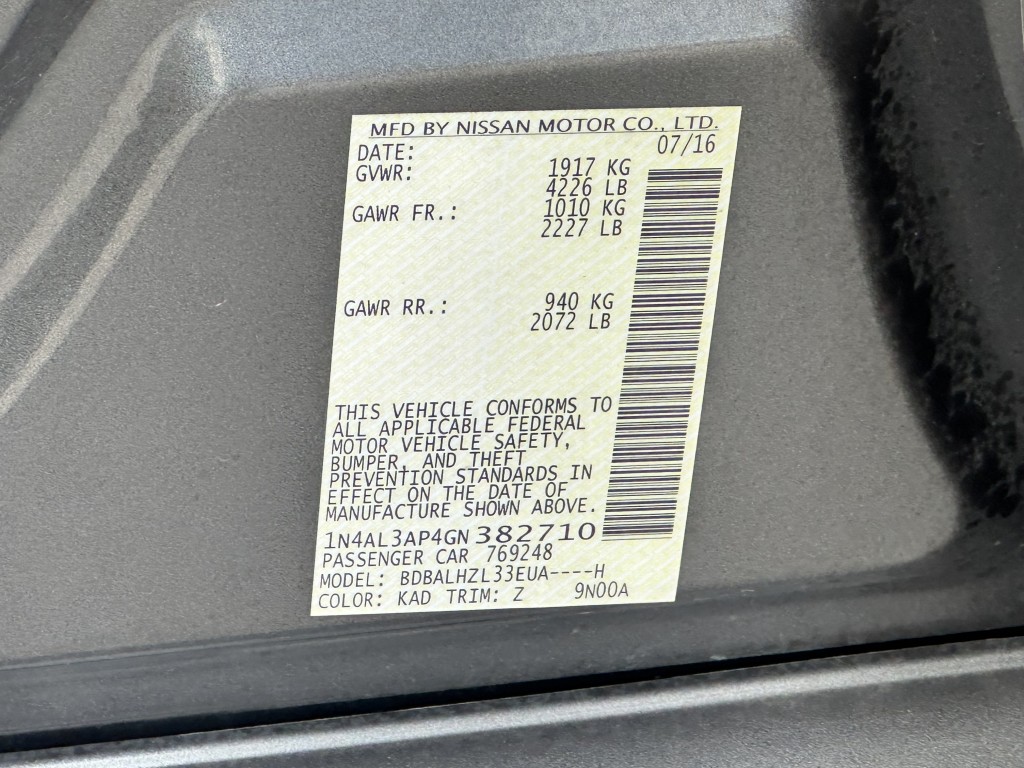 MFD BY NISSAN MOTOR CO., LTD.
DATE: 07/16
GVWR: 1917 KG
4226 LB
GAWR FR.: 1010 KG
2227 LB
GAWR RR.: 940 KG
2072 LB
THIS VEHICLE CONFORMS TO
ALL APPLICABLE FEDERAL
MOTOR VEHICLE SAFETY,
BUMPER, AND THEFT
PREVENTION STANDARDS IN
EFFECT ON THE DATE OF
MANUFACTURE SHOWN ABOVE.
1N4AL3AP4GN382710
PASSENGER CAR 769248
MODEL: BDBALHZL33EUA----H
COLOR: KAD TRIM: Z 9N00A